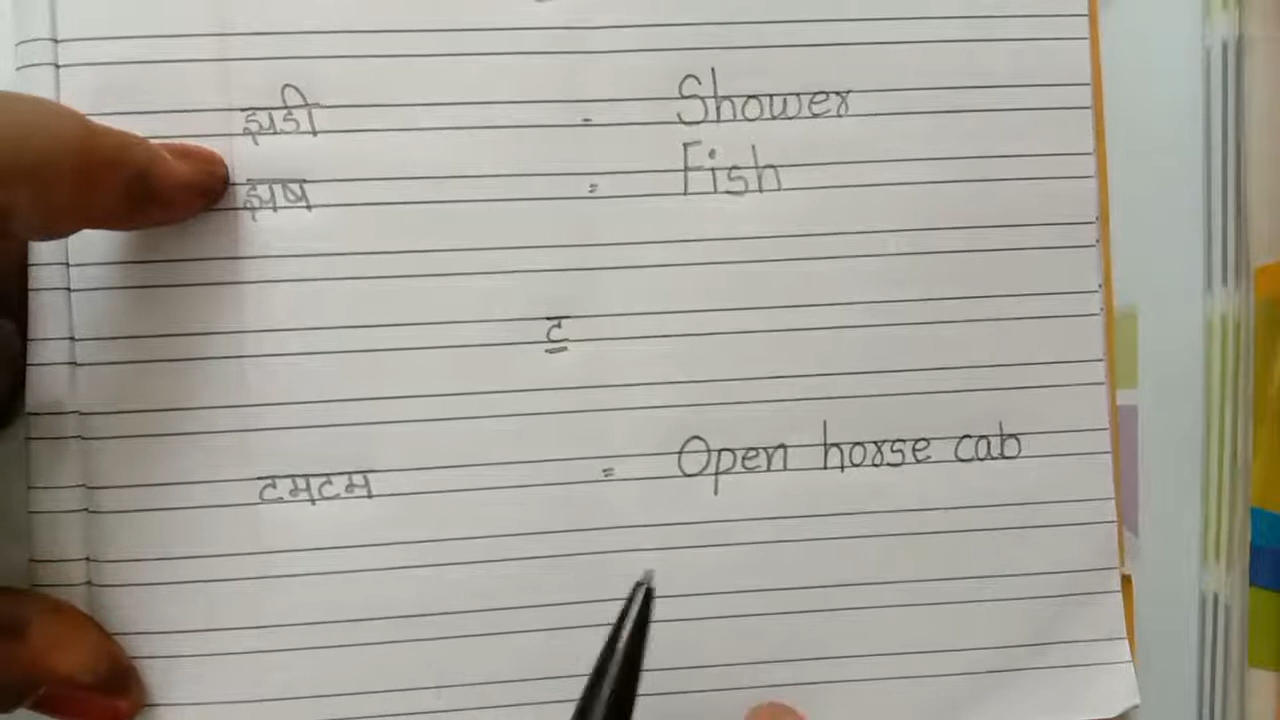 झडी - Shower
झष = Fish
ट
टमटम = Open horse cab